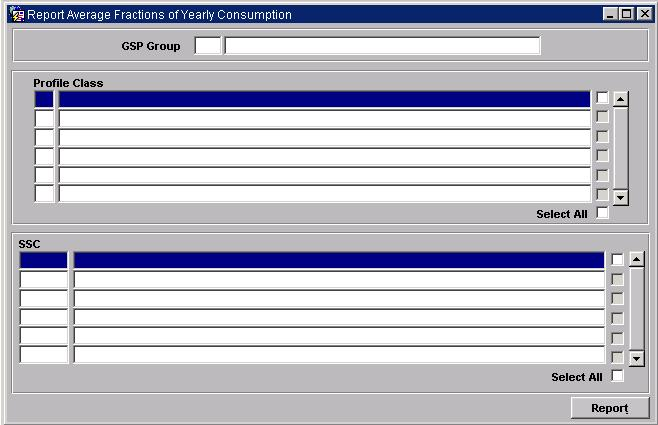 Report Average Fractions of Yearly Consumption
GSP Group
Profile Class
Select All
SSC
Select All
Report